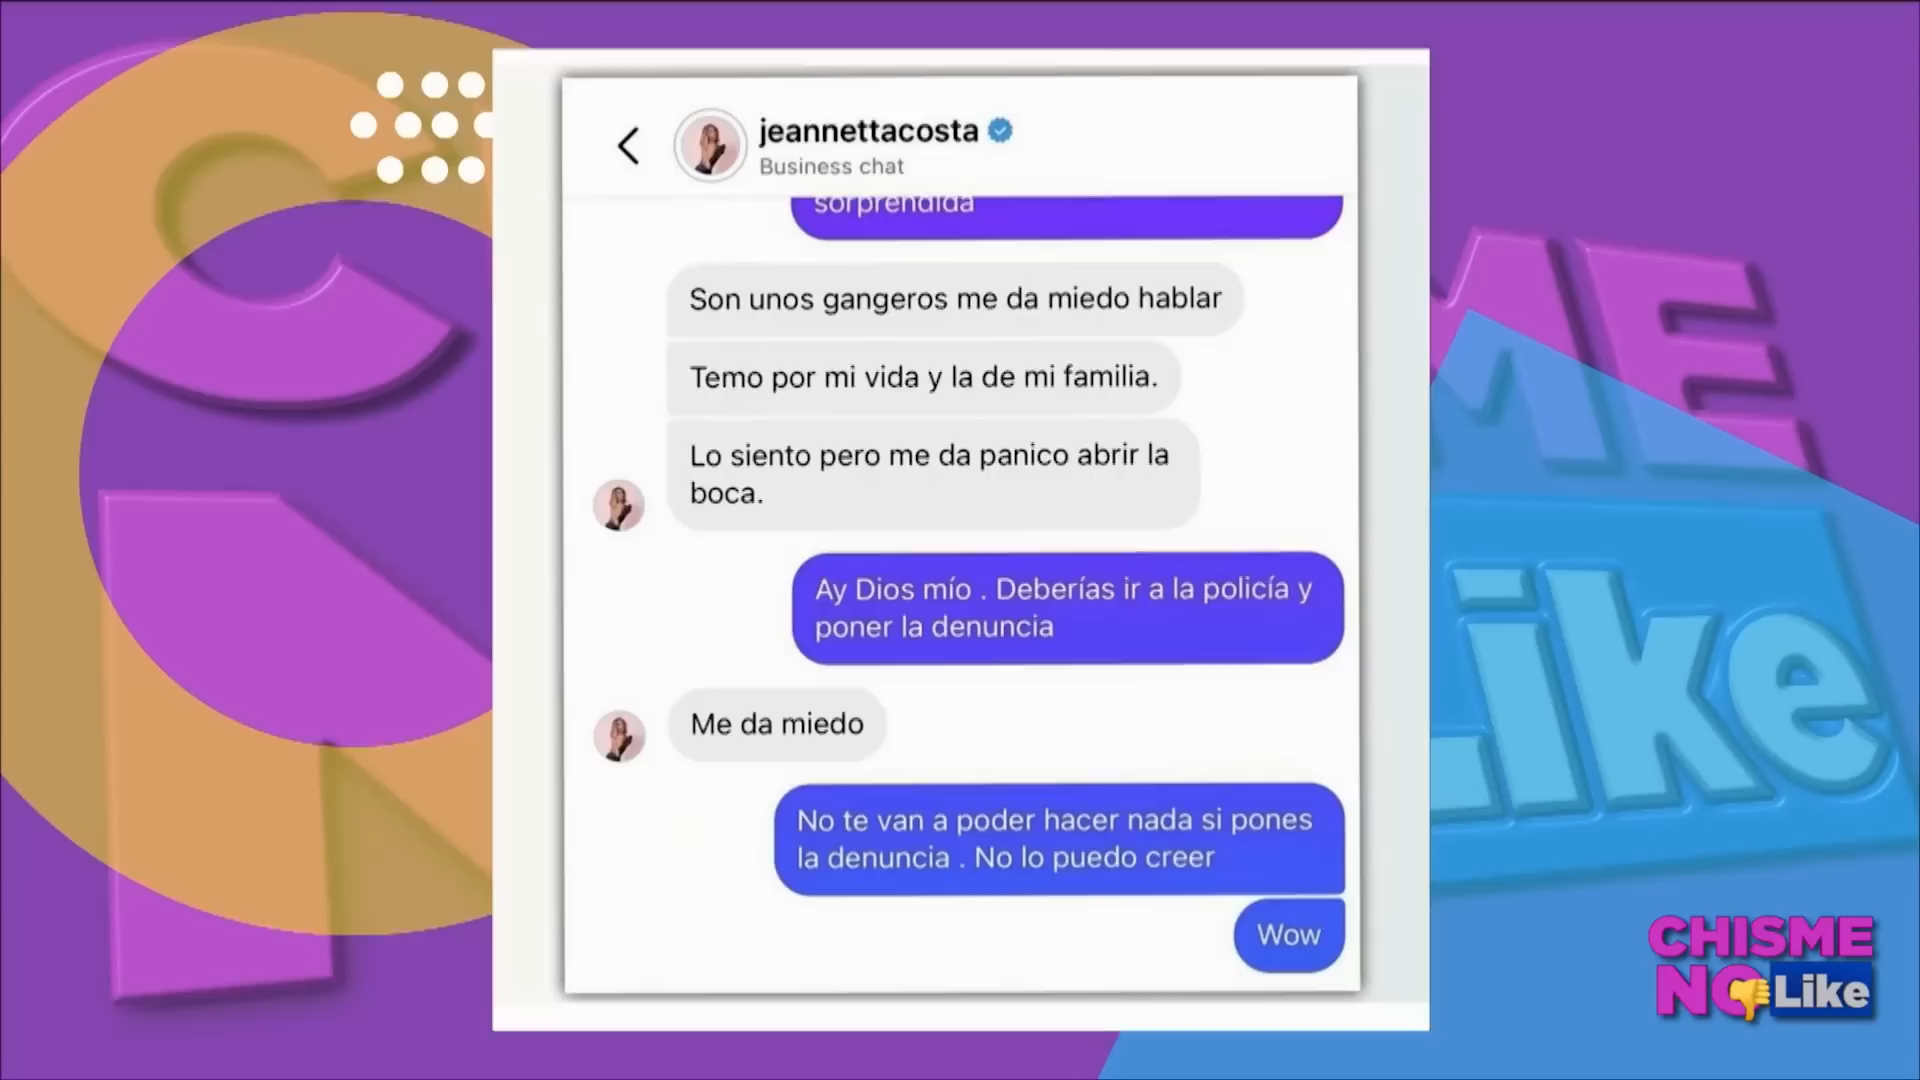 jeannettacosta
Business chat
sorprendida
Son unos gangeros me da miedo hablar
Temo por mi vida y la de mi familia.
Lo siento pero me da panico abrir la
boca.
Ay Dios mío . Deberías ir a la policía y
poner la denuncia
Me da miedo
No te van a poder hacer nada si pones
la denuncia . No lo puedo creer
Wow
ME
Like
CHISME
NO Like